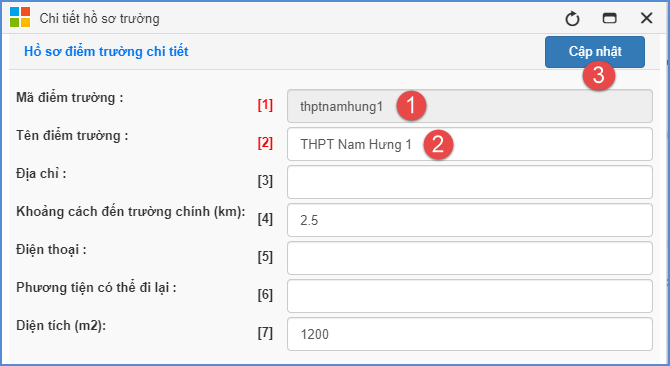 Chi tiết hồ sơ trường
Hồ sơ điểm trường chi tiết
Cập nhật
3
Mã điểm trường :
[1]
thptnamhung1
1
Tên điểm trường :
[2]
THPT Nam Hưng 1
2
Địa chỉ :
[3]
Khoảng cách đến trường chính (km):
[4]
2.5
Điện thoại :
[5]
Phương tiện có thể đi lại :
[6]
Diện tích (m2):
[7]
1200